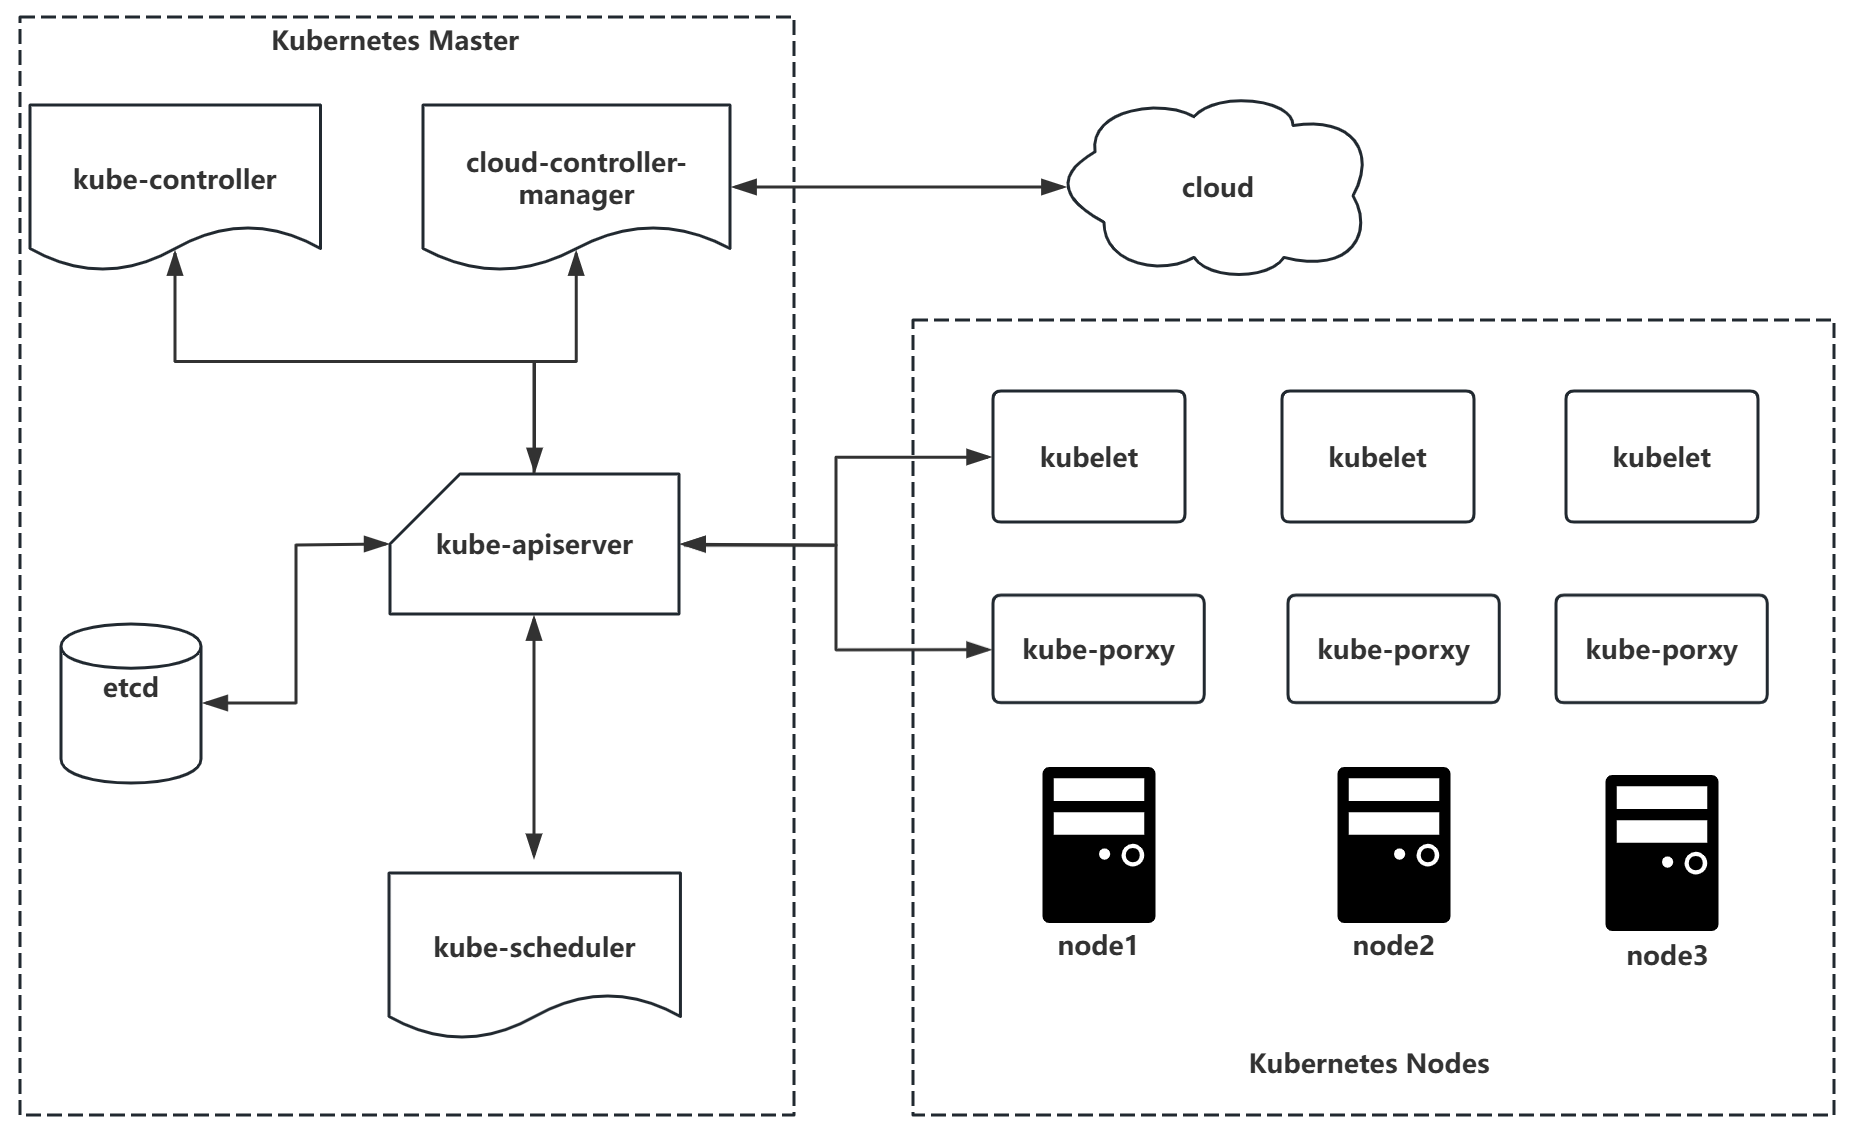 Kubernetes Master
kube-controller
cloud-controller-
manager
cloud
kube-apiserver
etcd
kube-scheduler
kubelet
kubelet
kubelet
kube-porxy
kube-porxy
kube-porxy
node1
node2
node3
Kubernetes Nodes